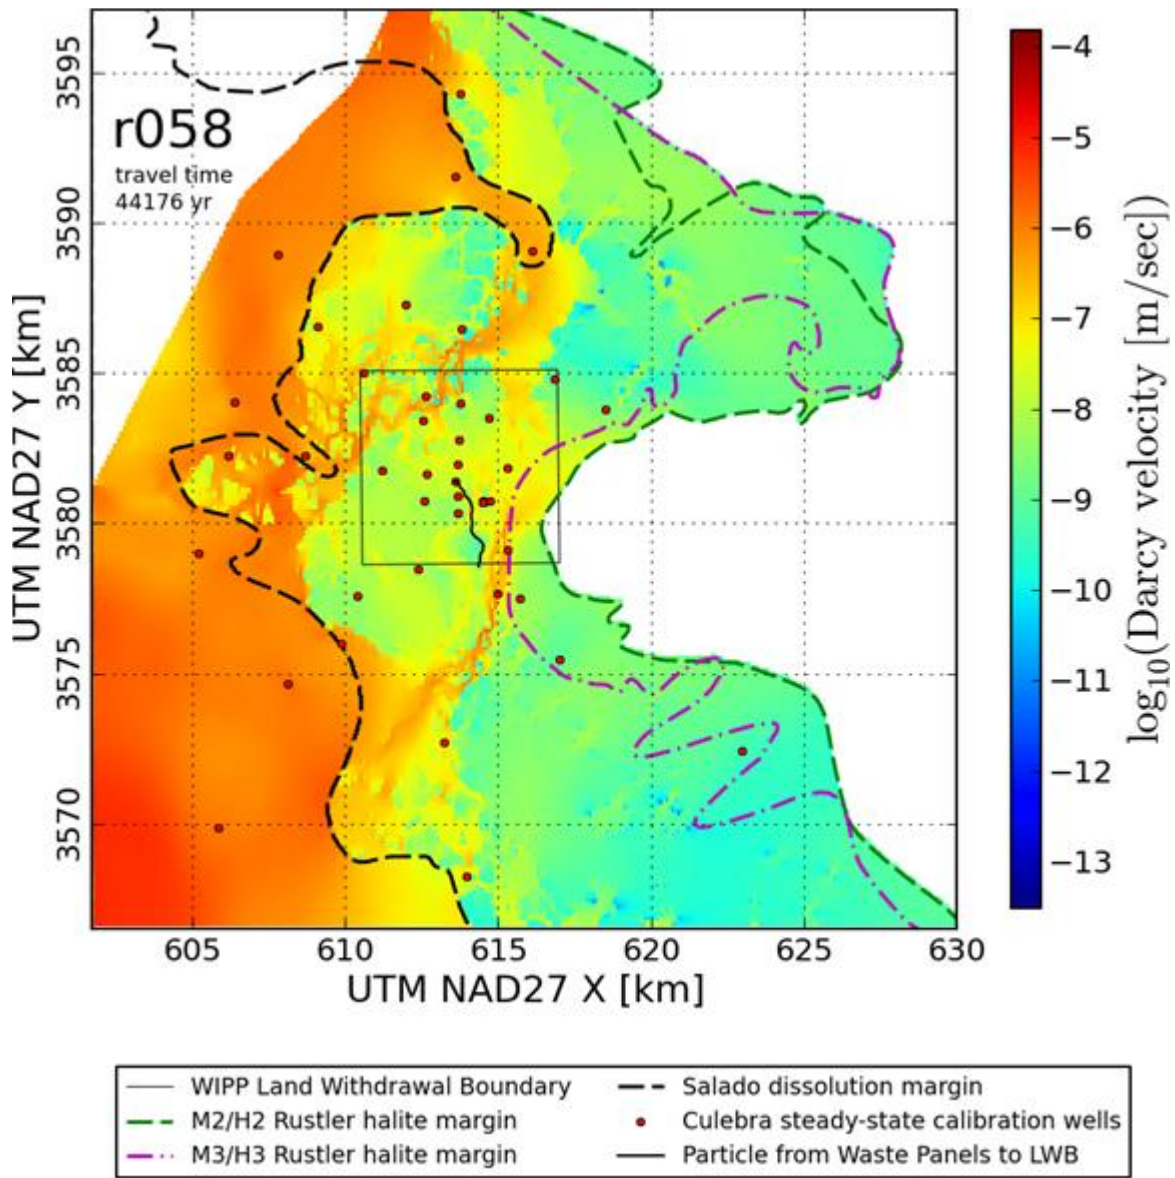 r058
travel time
44176 yr
3595
3590
3585
3580
3575
3570
UTM NAD27 Y [km]
605
610
615
620
625
630
UTM NAD27 X [km]
−4
−5
−6
−7
−8
−9
−10
−11
−12
−13
log₁₀(Darcy velocity [m/sec])
WIPP Land Withdrawal Boundary
M2/H2 Rustler halite margin
M3/H3 Rustler halite margin
Salado dissolution margin
Culebra steady-state calibration wells
Particle from Waste Panels to LWB